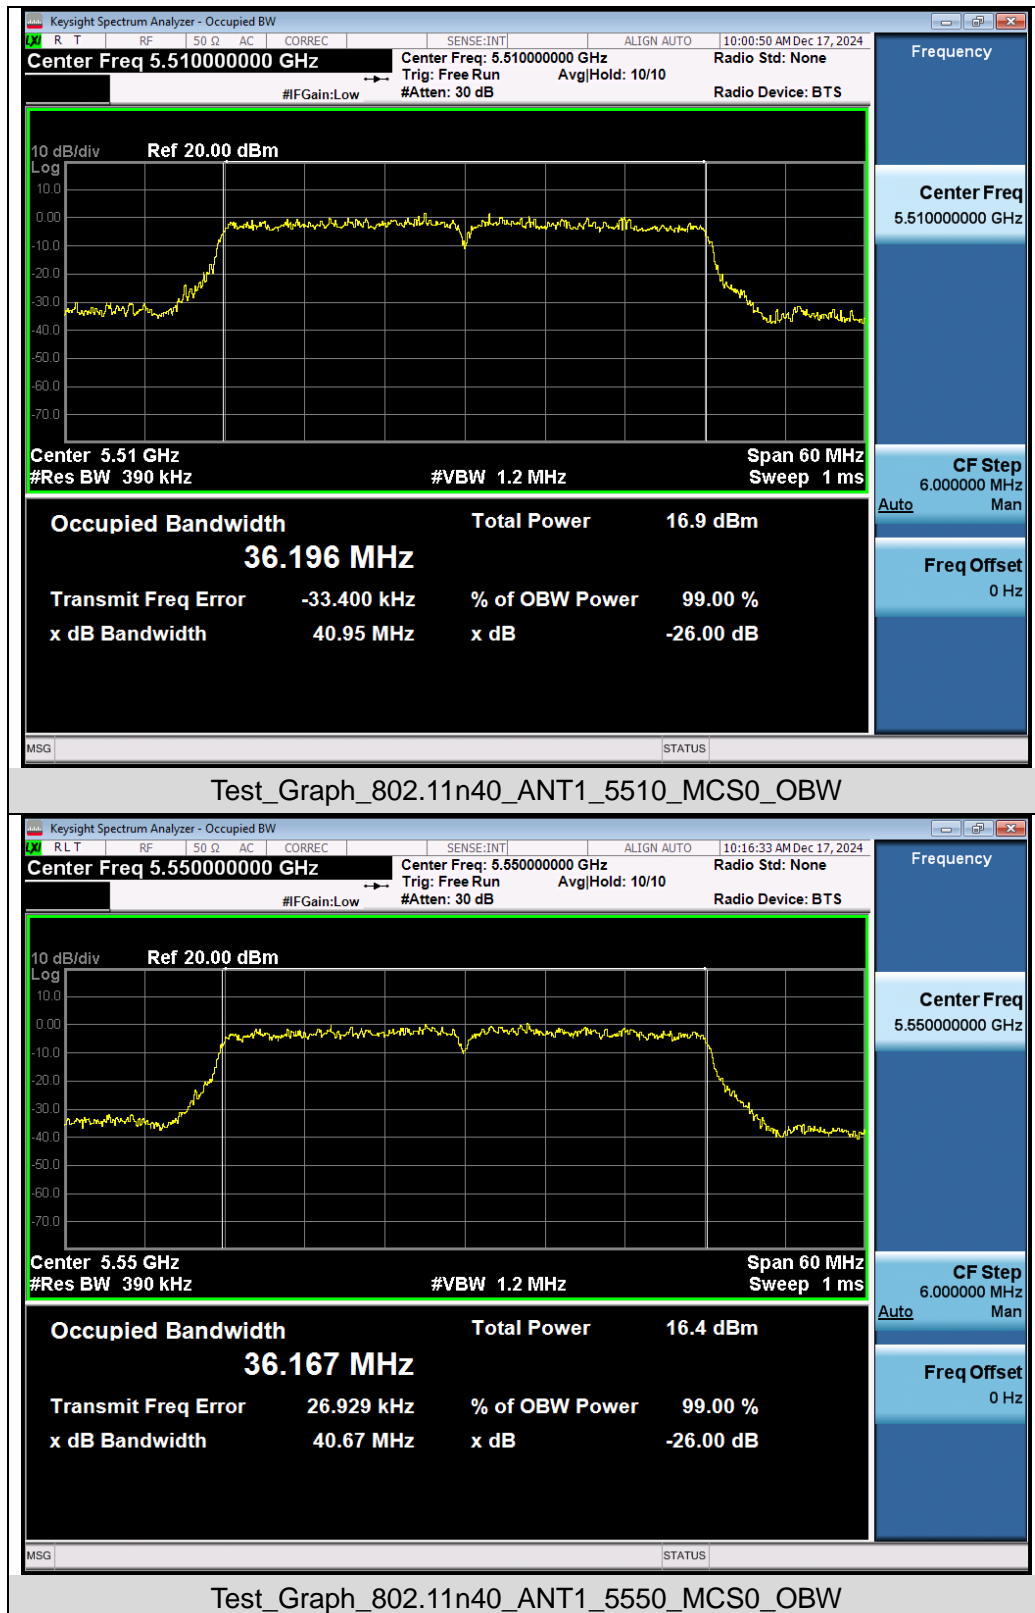 Keysight Spectrum Analyzer - Occupied BW
LXI R T RF 50 Ω AC CORREC SENSE:INT ALIGN AUTO 10:00:50 AM Dec 17, 2024
Center Freq 5.510000000 GHz
Center Freq: 5.510000000 GHz
Radio Std: None
Trig: Free Run Avg|Hold: 10/10
#IFGain:Low
#Atten: 30 dB
Radio Device: BTS
Frequency
10 dB/div Ref 20.00 dBm
Log
10.0
0.00
-10.0
-20.0
-30.0
-40.0
-50.0
-60.0
-70.0
Center Freq
5.510000000 GHz
Center 5.51 GHz Span 60 MHz
#Res BW 390 kHz #VBW 1.2 MHz Sweep 1 ms
CF Step
6.000000 MHz
Auto Man
Freq Offset
0 Hz
Occupied Bandwidth Total Power 16.9 dBm
36.196 MHz
Transmit Freq Error -33.400 kHz % of OBW Power 99.00 %
x dB Bandwidth 40.95 MHz x dB -26.00 dB
MSG STATUS
Test_Graph_802.11n40_ANT1_5510_MCS0_OBW
Keysight Spectrum Analyzer - Occupied BW
LXI RLT RF 50 Ω AC CORREC SENSE:INT ALIGN AUTO 10:16:33 AM Dec 17, 2024
Center Freq 5.550000000 GHz
Center Freq: 5.550000000 GHz
Radio Std: None
Trig: Free Run Avg|Hold: 10/10
#IFGain:Low
#Atten: 30 dB
Radio Device: BTS
Frequency
10 dB/div Ref 20.00 dBm
Log
10.0
0.00
-10.0
-20.0
-30.0
-40.0
-50.0
-60.0
-70.0
Center Freq
5.550000000 GHz
Center 5.55 GHz Span 60 MHz
#Res BW 390 kHz #VBW 1.2 MHz Sweep 1 ms
CF Step
6.000000 MHz
Auto Man
Freq Offset
0 Hz
Occupied Bandwidth Total Power 16.4 dBm
36.167 MHz
Transmit Freq Error 26.929 kHz % of OBW Power 99.00 %
x dB Bandwidth 40.67 MHz x dB -26.00 dB
MSG STATUS
Test_Graph_802.11n40_ANT1_5550_MCS0_OBW